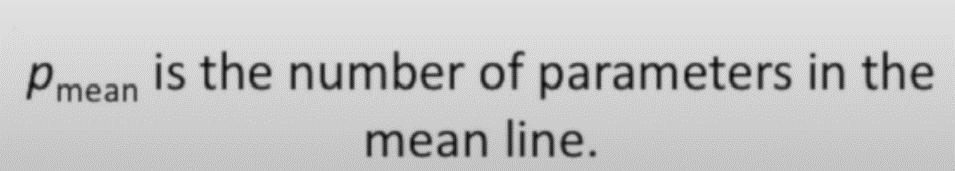 p_mean is the number of parameters in the
mean line.